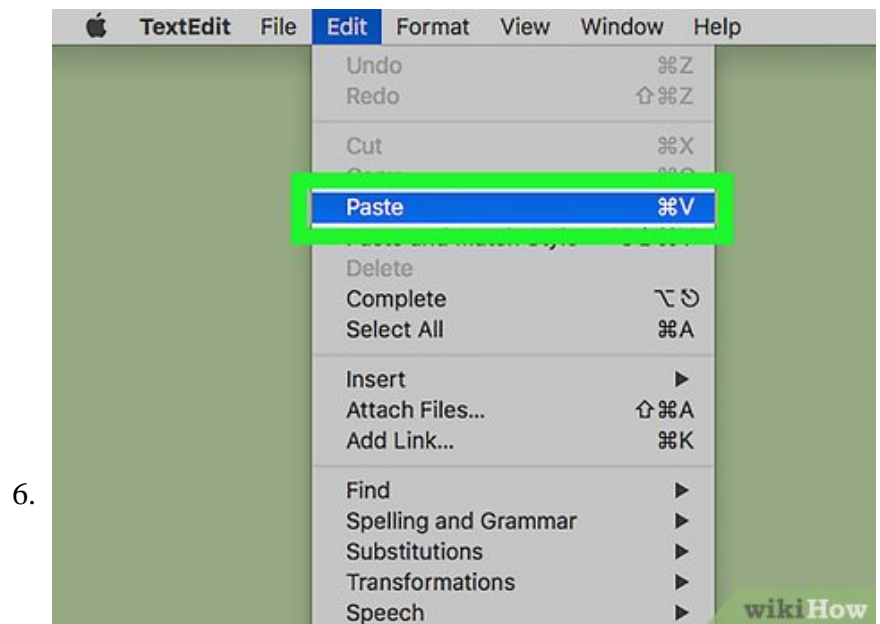 TextEdit File Edit Format View Window Help
Undo ⌘Z
Redo ⇧⌘Z
Cut ⌘X
Paste ⌘V
Delete
Complete ⌥⎋
Select All ⌘A
Insert ▶
Attach Files... ⇧⌘A
Add Link... ⌘K
6.
Find ▶
Spelling and Grammar ▶
Substitutions ▶
Transformations ▶
Speech ▶
wikiHow